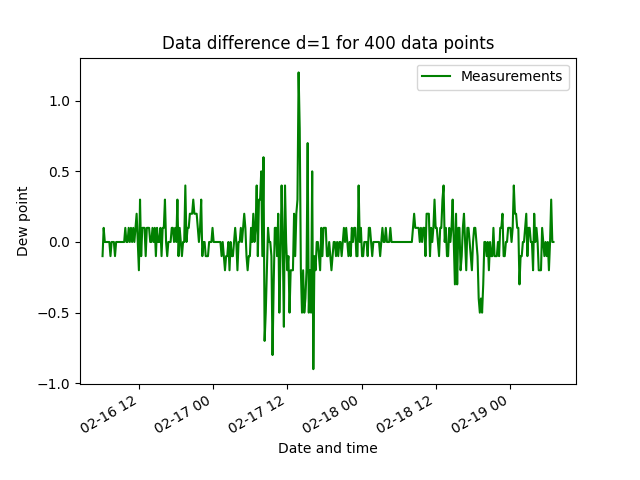 Data difference d=1 for 400 data points
Measurements
Dew point
1.0
0.5
0.0
−0.5
−1.0
02-16 12
02-17 00
02-17 12
02-18 00
02-18 12
02-19 00
Date and time